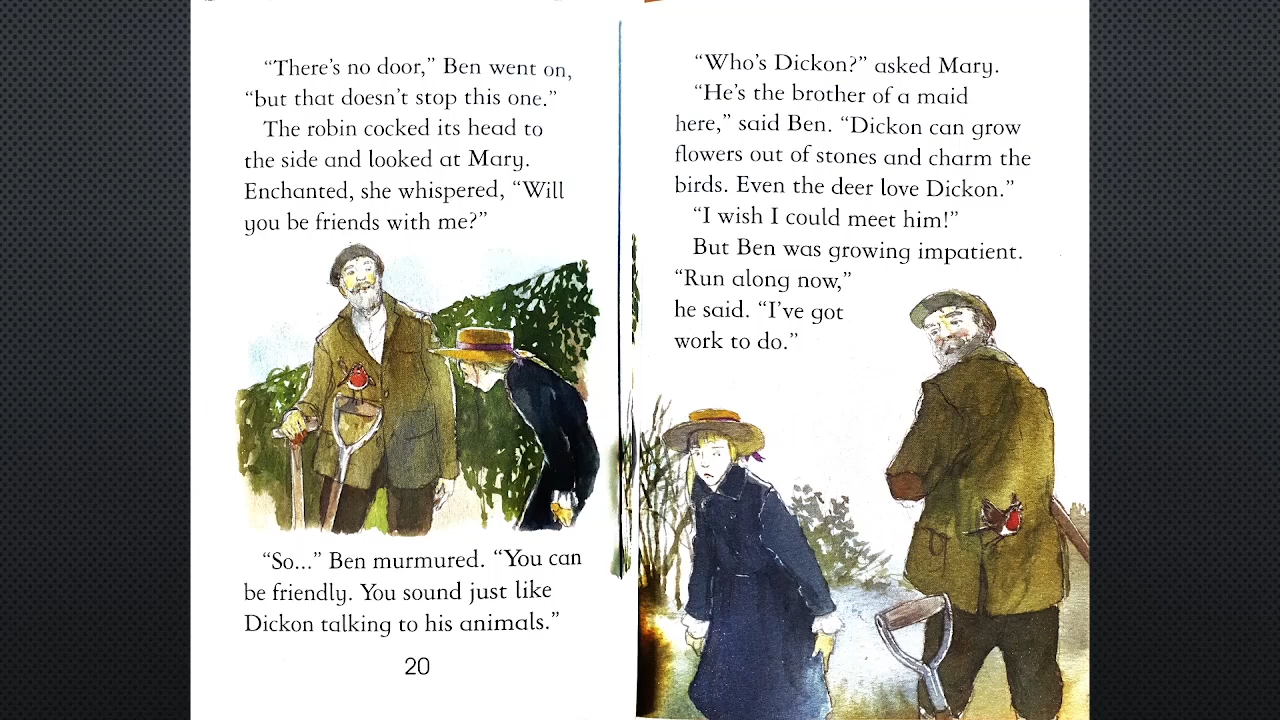 “There’s no door,” Ben went on,
“but that doesn’t stop this one.”
The robin cocked its head to
the side and looked at Mary.
Enchanted, she whispered, “Will
you be friends with me?”
“So...” Ben murmured. “You can
be friendly. You sound just like
Dickon talking to his animals.”
20
“Who’s Dickon?” asked Mary.
“He’s the brother of a maid
here,” said Ben. “Dickon can grow
flowers out of stones and charm the
birds. Even the deer love Dickon.”
“I wish I could meet him!”
But Ben was growing impatient.
“Run along now,”
he said. “I’ve got
work to do.”